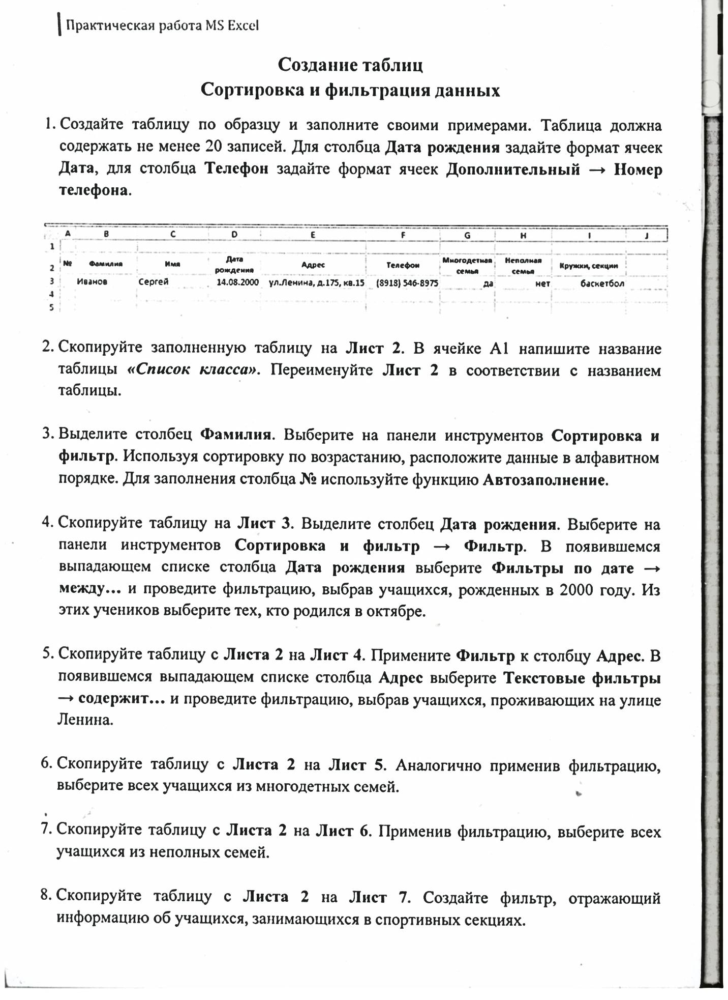 Практическая работа MS Excel
Создание таблиц
Сортировка и фильтрация данных
1. Создайте таблицу по образцу и заполните своими примерами. Таблица должна
содержать не менее 20 записей. Для столбца Дата рождения задайте формат ячеек
Дата, для столбца Телефон задайте формат ячеек Дополнительный → Номер
телефона.
A B C D E F G H I J
1
2 № Фамилия Имя Дата рождения Адрес Телефон Многодетная семья Неполная семья Кружки, секции
3 Иванов Сергей 14.08.2000 ул.Ленина, д.175, кв.15 (8918) 546-8975 да нет баскетбол
4
5
2. Скопируйте заполненную таблицу на Лист 2. В ячейке А1 напишите название
таблицы «Список класса». Переименуйте Лист 2 в соответствии с названием
таблицы.
3. Выделите столбец Фамилия. Выберите на панели инструментов Сортировка и
фильтр. Используя сортировку по возрастанию, расположите данные в алфавитном
порядке. Для заполнения столбца № используйте функцию Автозаполнение.
4. Скопируйте таблицу на Лист 3. Выделите столбец Дата рождения. Выберите на
панели инструментов Сортировка и фильтр → Фильтр. В появившемся
выпадающем списке столбца Дата рождения выберите Фильтры по дате →
между... и проведите фильтрацию, выбрав учащихся, рожденных в 2000 году. Из
этих учеников выберите тех, кто родился в октябре.
5. Скопируйте таблицу с Листа 2 на Лист 4. Примените Фильтр к столбцу Адрес. В
появившемся выпадающем списке столбца Адрес выберите Текстовые фильтры
→ содержит... и проведите фильтрацию, выбрав учащихся, проживающих на улице
Ленина.
6. Скопируйте таблицу с Листа 2 на Лист 5. Аналогично применив фильтрацию,
выберите всех учащихся из многодетных семей.
7. Скопируйте таблицу с Листа 2 на Лист 6. Применив фильтрацию, выберите всех
учащихся из неполных семей.
8. Скопируйте таблицу с Листа 2 на Лист 7. Создайте фильтр, отражающий
информацию об учащихся, занимающихся в спортивных секциях.